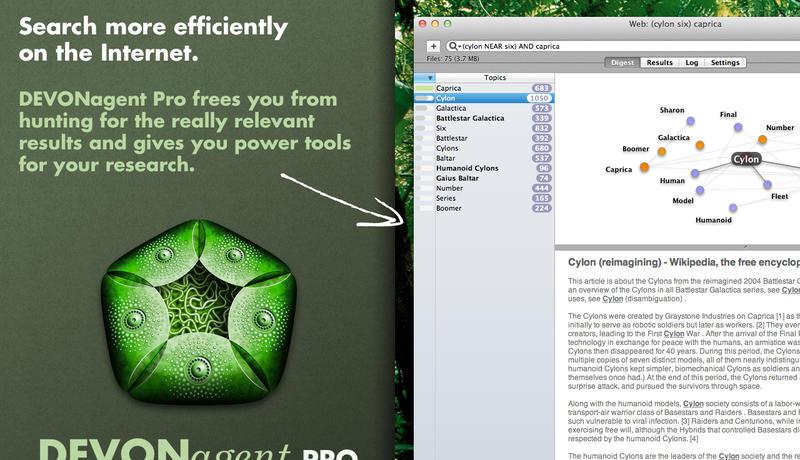 Search more efficiently
on the Internet.
DEVONagent Pro frees you from
hunting for the really relevant
results and gives you power tools
for your research.
DEVONagent PRO
Web: (cylon six) caprica
+
(cylon NEAR six) AND caprica
Files: 75 (3.7 MB)
Digest Results Log Settings
Topics
Caprica 683
Cylon 1050
Galactica 573
Battlestar Galactica 339
Six 832
Battlestar 392
Cylons 680
Baltar 537
Humanoid Cylons 96
Gaius Baltar 74
Number 444
Series 165
Boomer 224
Sharon
Final
Number
Galactica
Boomer
Cylon
Caprica
Human
Fleet
Model
Humanoid
Cylon (reimagining) - Wikipedia, the free encyclop
This article is about the Cylons from the reimagined 2004 Battlestar G
an overview of the Cylons in all Battlestar Galactica series, see Cylon
uses, see Cylon (disambiguation) .
The Cylons were created by Graystone Industries on Caprica [1] as th
initially to serve as robotic soldiers but later as workers. [2] They even
creators, leading to the First Cylon War . After the arrival of the Final F
technology in exchange for peace with the humans, an armistice was
Cylons then disappeared for 40 years. During this period, the Cylons
multiple copies of seven distinct models, all of them nearly indistingu
humanoid Cylons kept simpler, biomechanical Cylons as soldiers an
themselves once had.) At the end of this period, the Cylons returned a
surprise attack, and pursued the survivors through space.
Along with the humanoid models, Cylon society consists of a labor-w
transport-air warrior class of Basestars and Raiders . Basestars and
such vulnerable to viral infection. [3] Raiders and Centurions, while in
exercising free will, although the Hybrids that controlled Basestars di
respected by the humanoid Cylons. [4]
The humanoid Cylons are the leaders of the Cylon society and the re